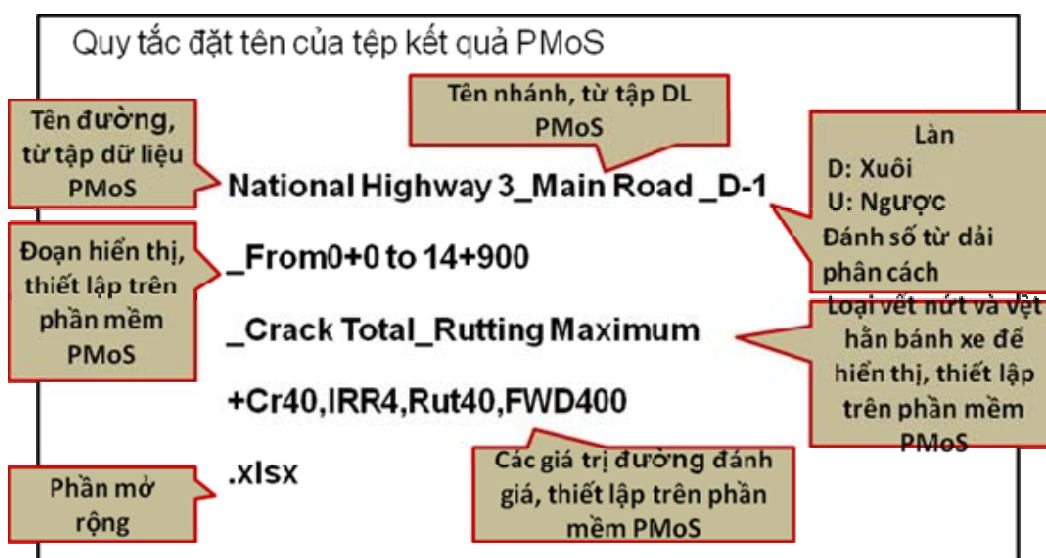 Quy tắc đặt tên của tệp kết quả PMoS
Tên nhánh, từ tập DL
PMoS
Tên đường,
từ tập dữ liệu
PMoS
Làn
D: Xuôi
U: Ngược
Đánh số từ dải
phân cách
National Highway 3_Main Road _D-1
Đoạn hiển thị,
thiết lập trên
phần mềm
PMoS
_From0+0 to 14+900
_Crack Total_Rutting Maximum
Loại vết nứt và vệt
hằn bánh xe để
hiển thị, thiết lập
trên phần mềm
PMoS
+Cr40,IRR4,Rut40,FWD400
Các giá trị đường đánh
giá, thiết lập trên phần
mềm PMoS
Phần mở
rộng
.xlsx